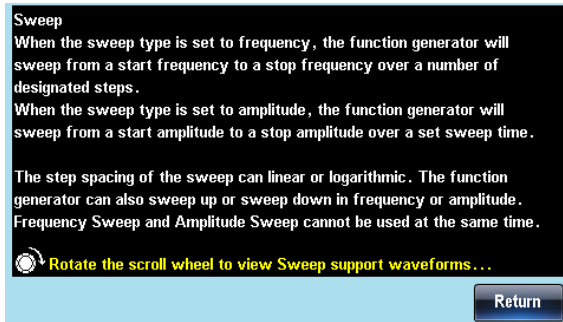 Sweep
When the sweep type is set to frequency, the function generator will
sweep from a start frequency to a stop frequency over a number of
designated steps.
When the sweep type is set to amplitude, the function generator will
sweep from a start amplitude to a stop amplitude over a set sweep time.
The step spacing of the sweep can linear or logarithmic. The function
generator can also sweep up or sweep down in frequency or amplitude.
Frequency Sweep and Amplitude Sweep cannot be used at the same time.
Rotate the scroll wheel to view Sweep support waveforms...
Return